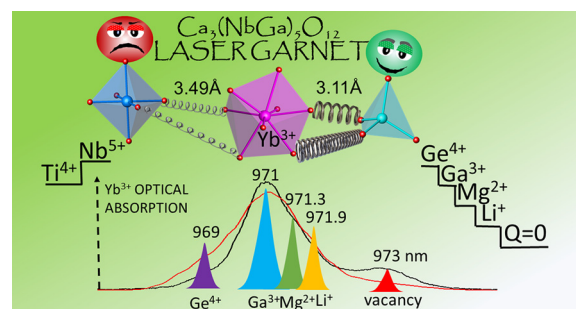 Ca₃(NbGa)₅O₁₂
LASER GARNET
3.49Å
3.11Å
Yb³⁺
Nb⁵⁺
Ti⁴⁺
Ge⁴⁺
Ga³⁺
Mg²⁺
Li⁺
Q=0
Yb³⁺ OPTICAL
ABSORPTION
971
971.3
971.9
969
973 nm
Ge⁴⁺
Ga³⁺Mg²⁺Li⁺
vacancy